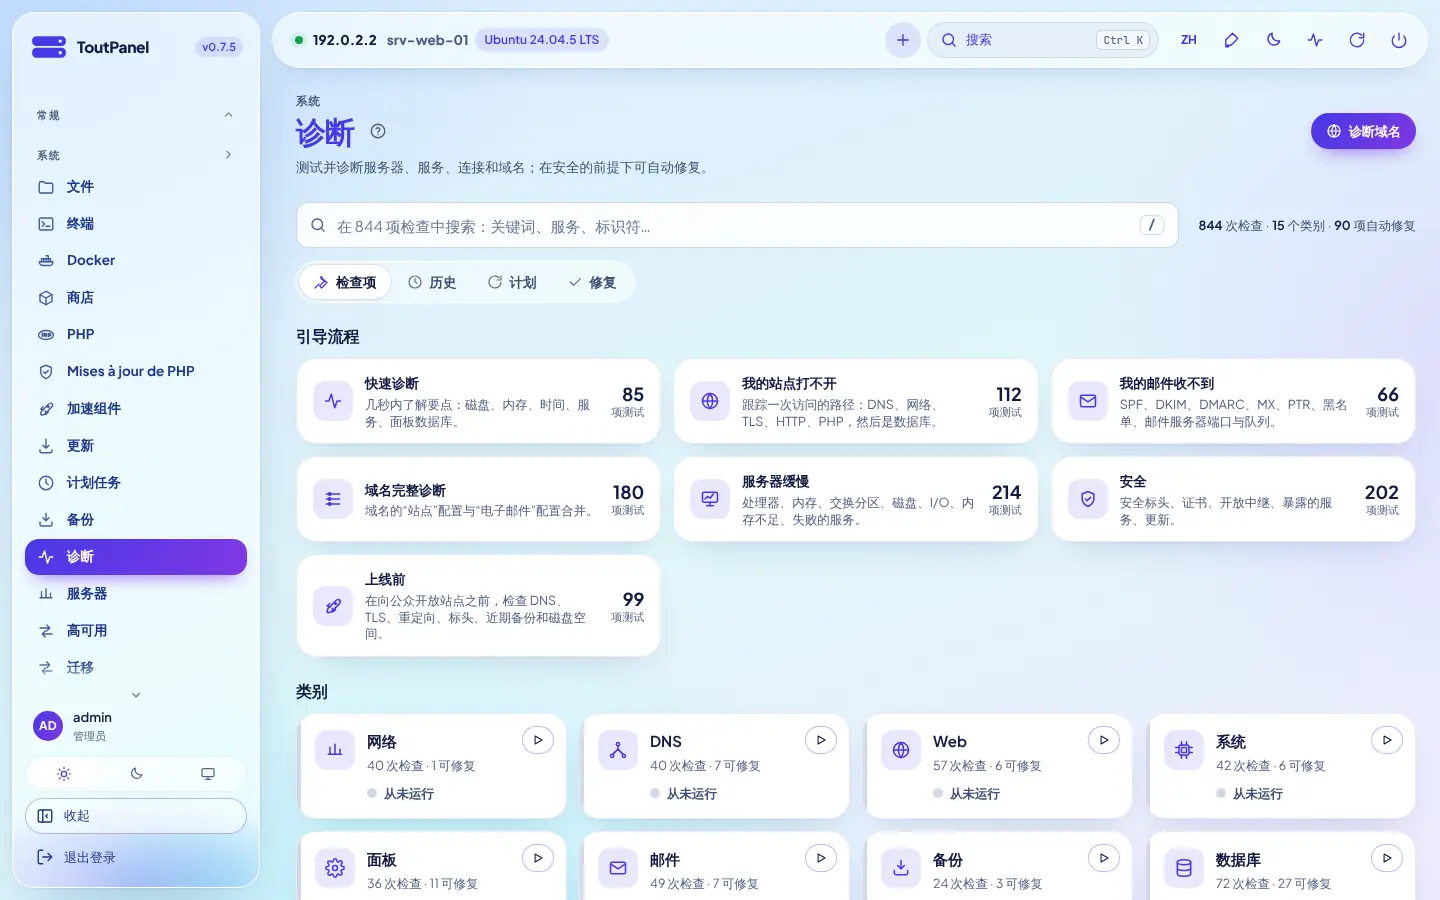 ToutPanel
v0.7.5
常规
系统
文件
终端
Docker
商店
PHP
Mises à jour de PHP
加速组件
更新
计划任务
备份
诊断
服务器
高可用
迁移
AD
admin
管理员
收起
退出登录
192.0.2.2 srv-web-01 Ubuntu 24.04.5 LTS
搜索 Ctrl K
ZH
系统
诊断
测试并诊断服务器、服务、连接和域名；在安全的前提下可自动修复。
诊断域名
在 844 项检查中搜索：关键词、服务、标识符...
/
844 次检查 · 15 个类别 · 90 项自动修复
检查项 历史 计划 修复
引导流程
快速诊断
几秒内了解要点：磁盘、内存、时间、服
务、面板数据库。
85
项测试
我的站点打不开
跟踪一次访问的路径：DNS、网络、
TLS、HTTP、PHP，然后是数据库。
112
项测试
我的邮件收不到
SPF、DKIM、DMARC、MX、PTR、黑名
单、邮件服务器端口与队列。
66
项测试
域名完整诊断
域名的“站点”配置与“电子邮件”配置合并。
180
项测试
服务器缓慢
处理器、内存、交换分区、磁盘、I/O、内
存不足、失败的服务。
214
项测试
安全
安全标头、证书、开放中继、暴露的服
务、更新。
202
项测试
上线前
在向公众开放站点之前，检查 DNS、
TLS、重定向、标头、近期备份和磁盘空
间。
99
项测试
类别
网络
40 次检查 · 1 可修复
从未运行
DNS
40 次检查 · 7 可修复
从未运行
Web
57 次检查 · 6 可修复
从未运行
系统
42 次检查 · 6 可修复
从未运行
面板
36 次检查 · 11 可修复
邮件
49 次检查 · 7 可修复
备份
24 次检查 · 3 可修复
数据库
72 次检查 · 27 可修复